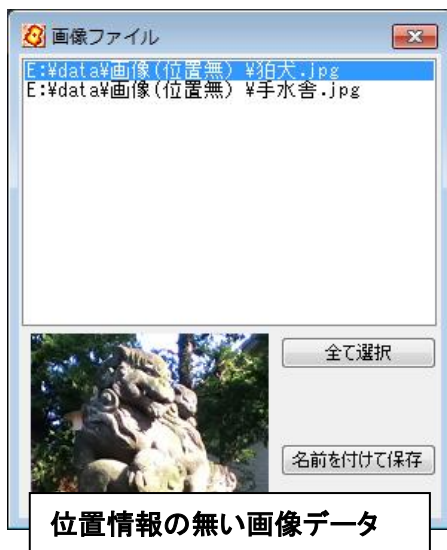 画像ファイル
E:¥data¥画像(位置無) ¥狛犬.jpg
E:¥data¥画像(位置無) ¥手水舎.jpg
全て選択
名前を付けて保存
位置情報の無い画像データ